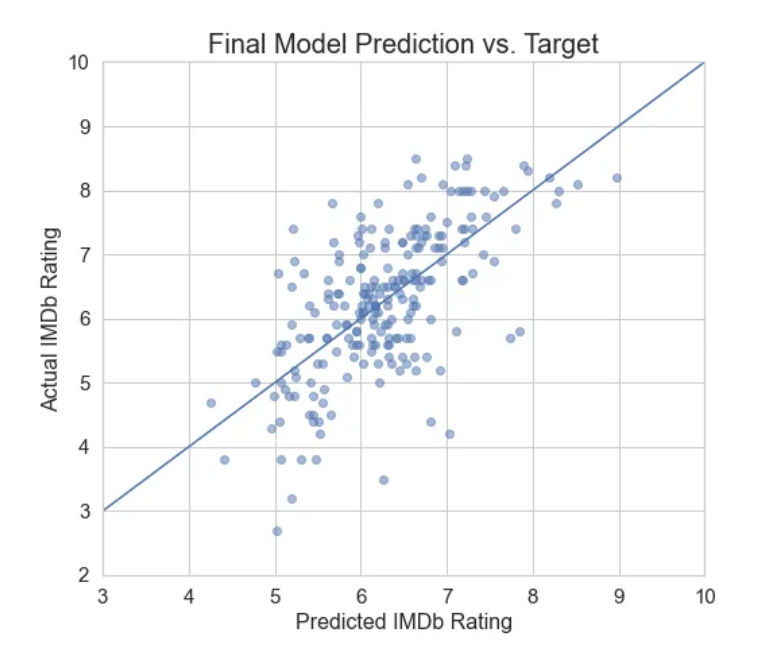 Final Model Prediction vs. Target
10
9
8
7
6
5
4
3
2
Actual IMDb Rating
3 4 5 6 7 8 9 10
Predicted IMDb Rating